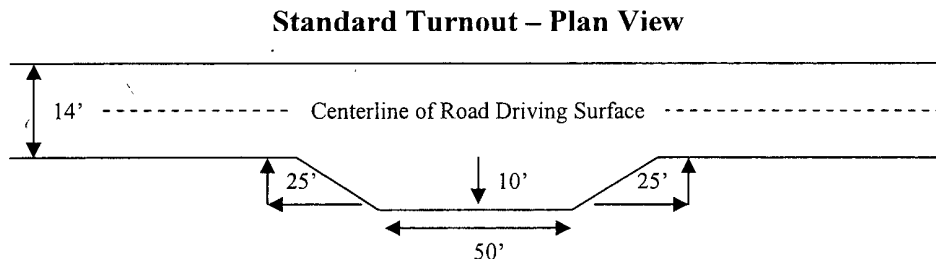 Standard Turnout – Plan View
14’
Centerline of Road Driving Surface
25’
10’
25’
50’